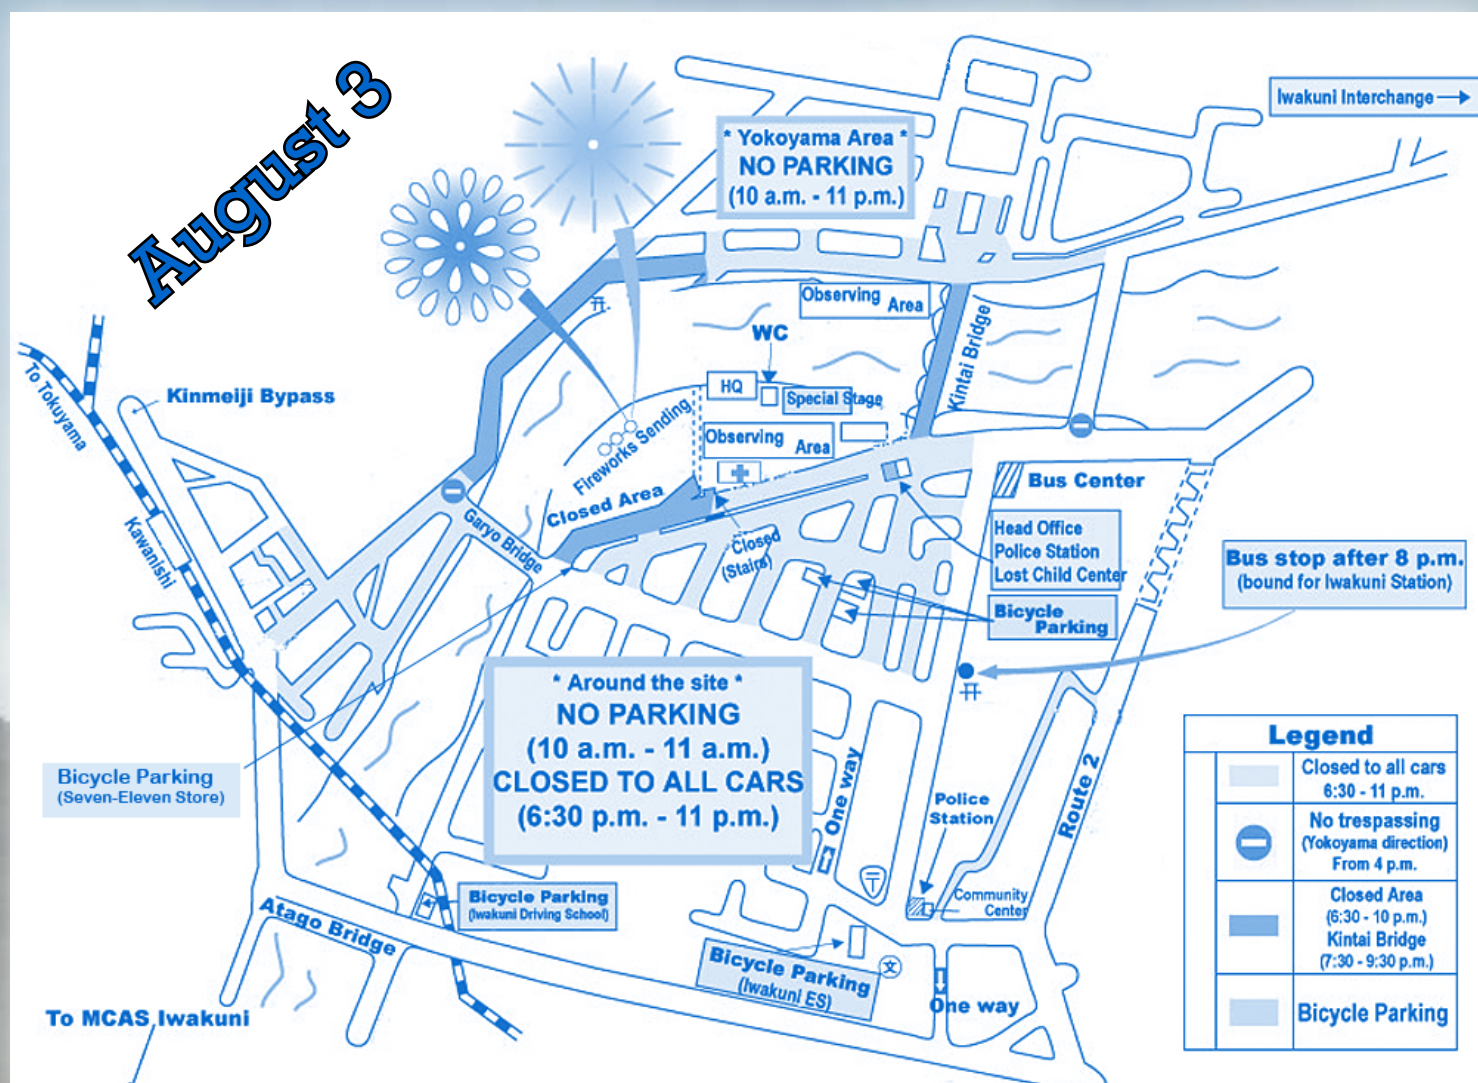 August 3
Iwakuni Interchange
* Yokoyama Area *
NO PARKING
(10 a.m. - 11 p.m.)
Observing
Area
WC
HQ
Special Stage
Kintai Bridge
Observing
Area
Fireworks Sending
Closed Area
Closed
(Stairs)
To Tokuyama
Kinmeiji Bypass
Kawanishi
Garyo Bridge
Bus Center
Head Office
Police Station
Lost Child Center
Bicycle
Parking
Bus stop after 8 p.m.
(bound for Iwakuni Station)
* Around the site *
NO PARKING
(10 a.m. - 11 a.m.)
CLOSED TO ALL CARS
(6:30 p.m. - 11 p.m.)
Bicycle Parking
(Seven-Eleven Store)
One way
Police
Station
Route 2
Community
Center
Bicycle Parking
(Iwakuni Driving School)
Atago Bridge
Bicycle Parking
(Iwakuni ES)
文
One way
To MCAS Iwakuni
Legend
Closed to all cars
6:30 - 11 p.m.
No trespassing
(Yokoyama direction)
From 4 p.m.
Closed Area
(6:30 - 10 p.m.)
Kintai Bridge
(7:30 - 9:30 p.m.)
Bicycle Parking